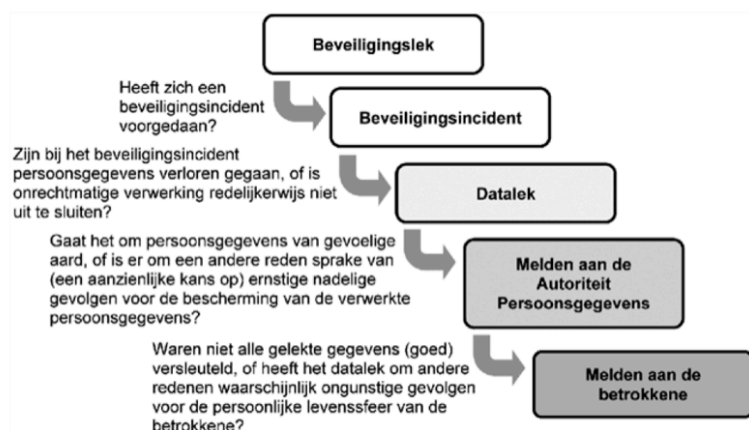 Beveiligingslek
Heeft zich een
beveiligingsincident
voorgedaan?
Beveiligingsincident
Zijn bij het beveiligingsincident
persoonsgegevens verloren gegaan, of is
onrechtmatige verwerking redelijkerwijs niet
uit te sluiten?
Datalek
Gaat het om persoonsgegevens van gevoelige
aard, of is er om een andere reden sprake van
(een aanzienlijke kans op) ernstige nadelige
gevolgen voor de bescherming van de verwerkte
persoonsgegevens?
Melden aan de
Autoriteit
Persoonsgegevens
Waren niet alle gelekte gegevens (goed)
versleuteld, of heeft het datalek om andere
redenen waarschijnlijk ongunstige gevolgen
voor de persoonlijke levenssfeer van de
betrokkene?
Melden aan de
betrokkene